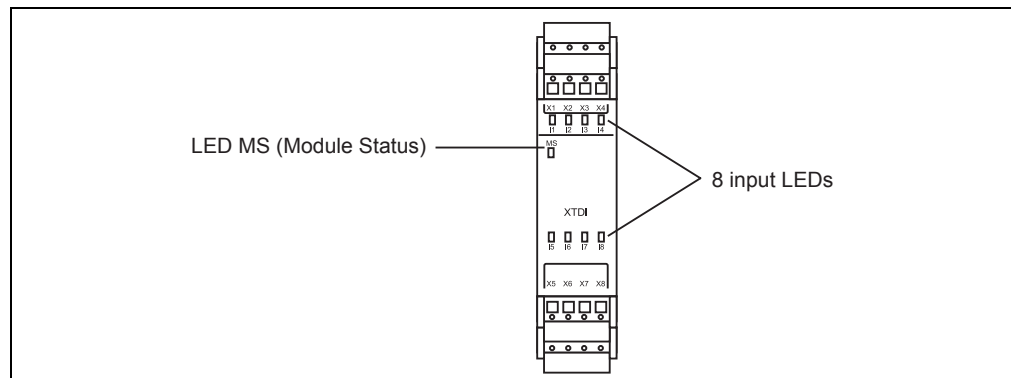 X1 X2 X3 X4
I1 I2 I3 I4
LED MS (Module Status)
MS
8 input LEDs
XTDI
I5 I6 I7 I8
X5 X6 X7 X8